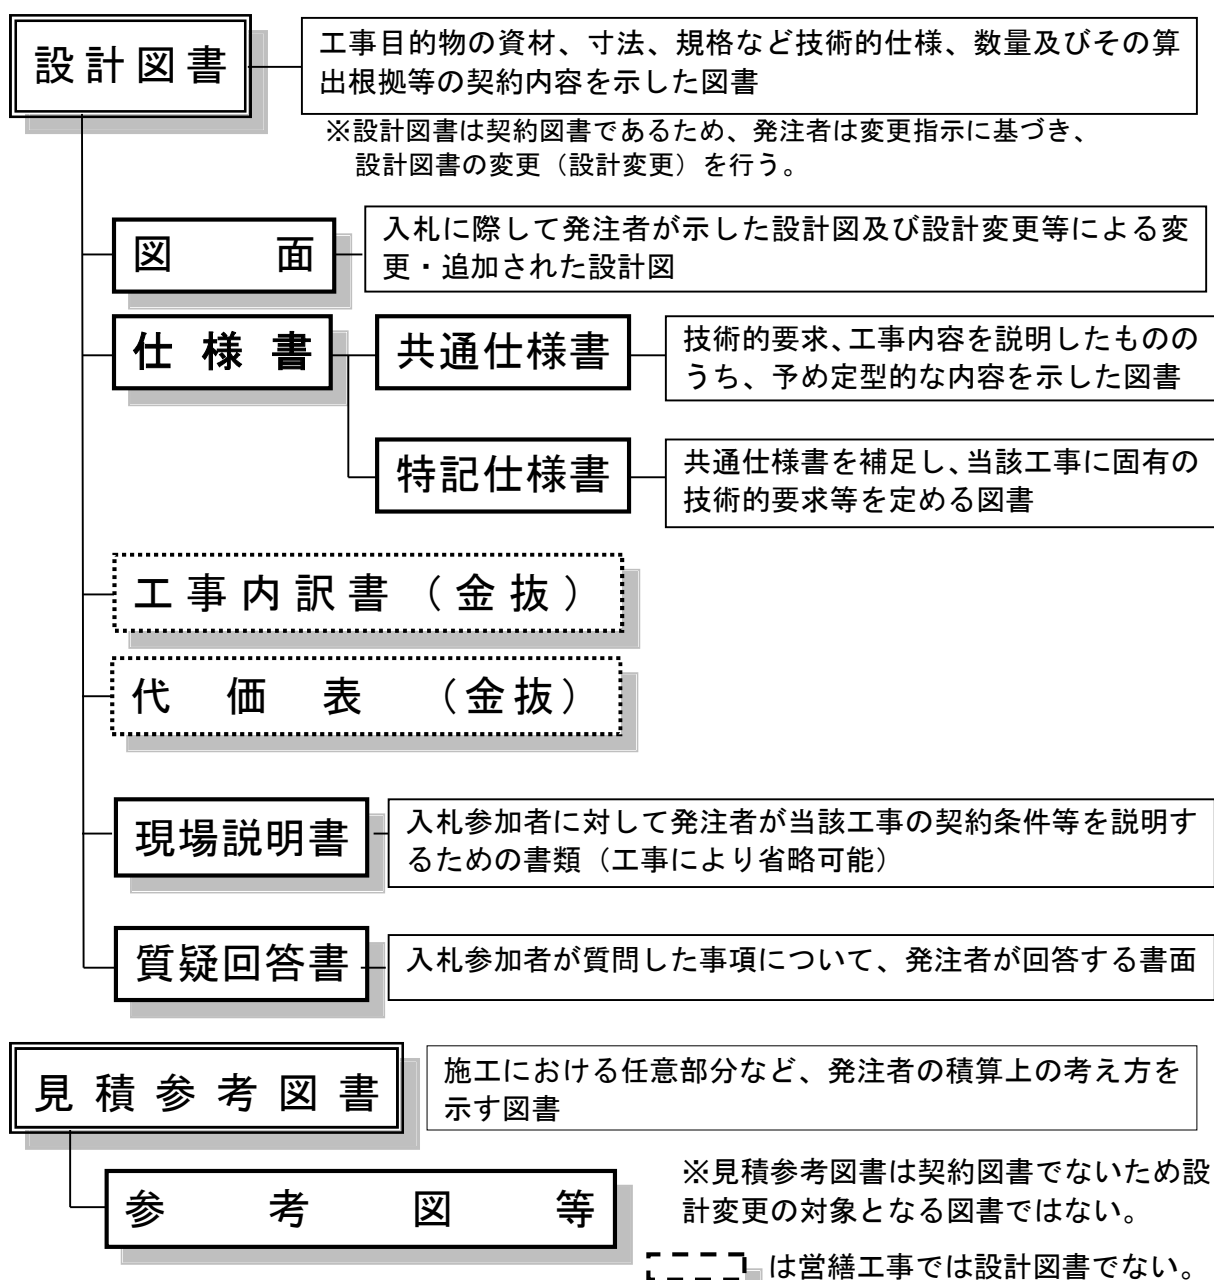 設計図書
工事目的物の資材、寸法、規格など技術的仕様、数量及びその算
出根拠等の契約内容を示した図書
※設計図書は契約図書であるため、発注者は変更指示に基づき、
設計図書の変更（設計変更）を行う。
図　　面
入札に際して発注者が示した設計図及び設計変更等による変
更・追加された設計図
仕 様 書
共通仕様書
技術的要求、工事内容を説明したものの
うち、予め定型的な内容を示した図書
特記仕様書
共通仕様書を補足し、当該工事に固有の
技術的要求等を定める図書
工事内訳書（金抜）
代　価　表　（金抜）
現場説明書
入札参加者に対して発注者が当該工事の契約条件等を説明す
るための書類（工事により省略可能）
質疑回答書
入札参加者が質問した事項について、発注者が回答する書面
見積参考図書
施工における任意部分など、発注者の積算上の考え方を
示す図書
参　考　図　等
※見積参考図書は契約図書でないため設
計変更の対象となる図書ではない。
は営繕工事では設計図書でない。